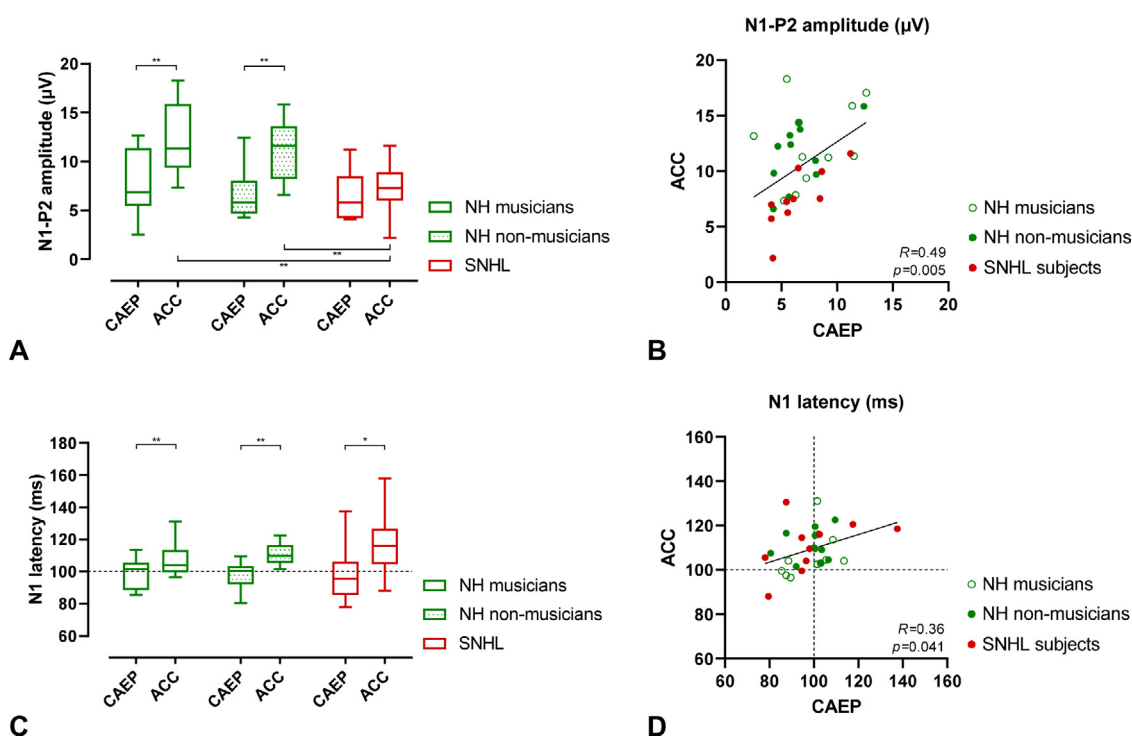 N1-P2 amplitude (µV)
20
15
10
5
0
**
**
**
**
CAEP
ACC
CAEP
ACC
CAEP
ACC
NH musicians
NH non-musicians
SNHL
A
N1-P2 amplitude (µV)
ACC
20
15
10
5
0
0
5
10
15
20
CAEP
R=0.49
p=0.005
NH musicians
NH non-musicians
SNHL subjects
B
N1 latency (ms)
180
160
140
120
100
80
60
**
**
*
CAEP
ACC
CAEP
ACC
CAEP
ACC
NH musicians
NH non-musicians
SNHL
C
N1 latency (ms)
ACC
160
140
120
100
80
60
60
80
100
120
140
160
CAEP
R=0.36
p=0.041
NH musicians
NH non-musicians
SNHL subjects
D